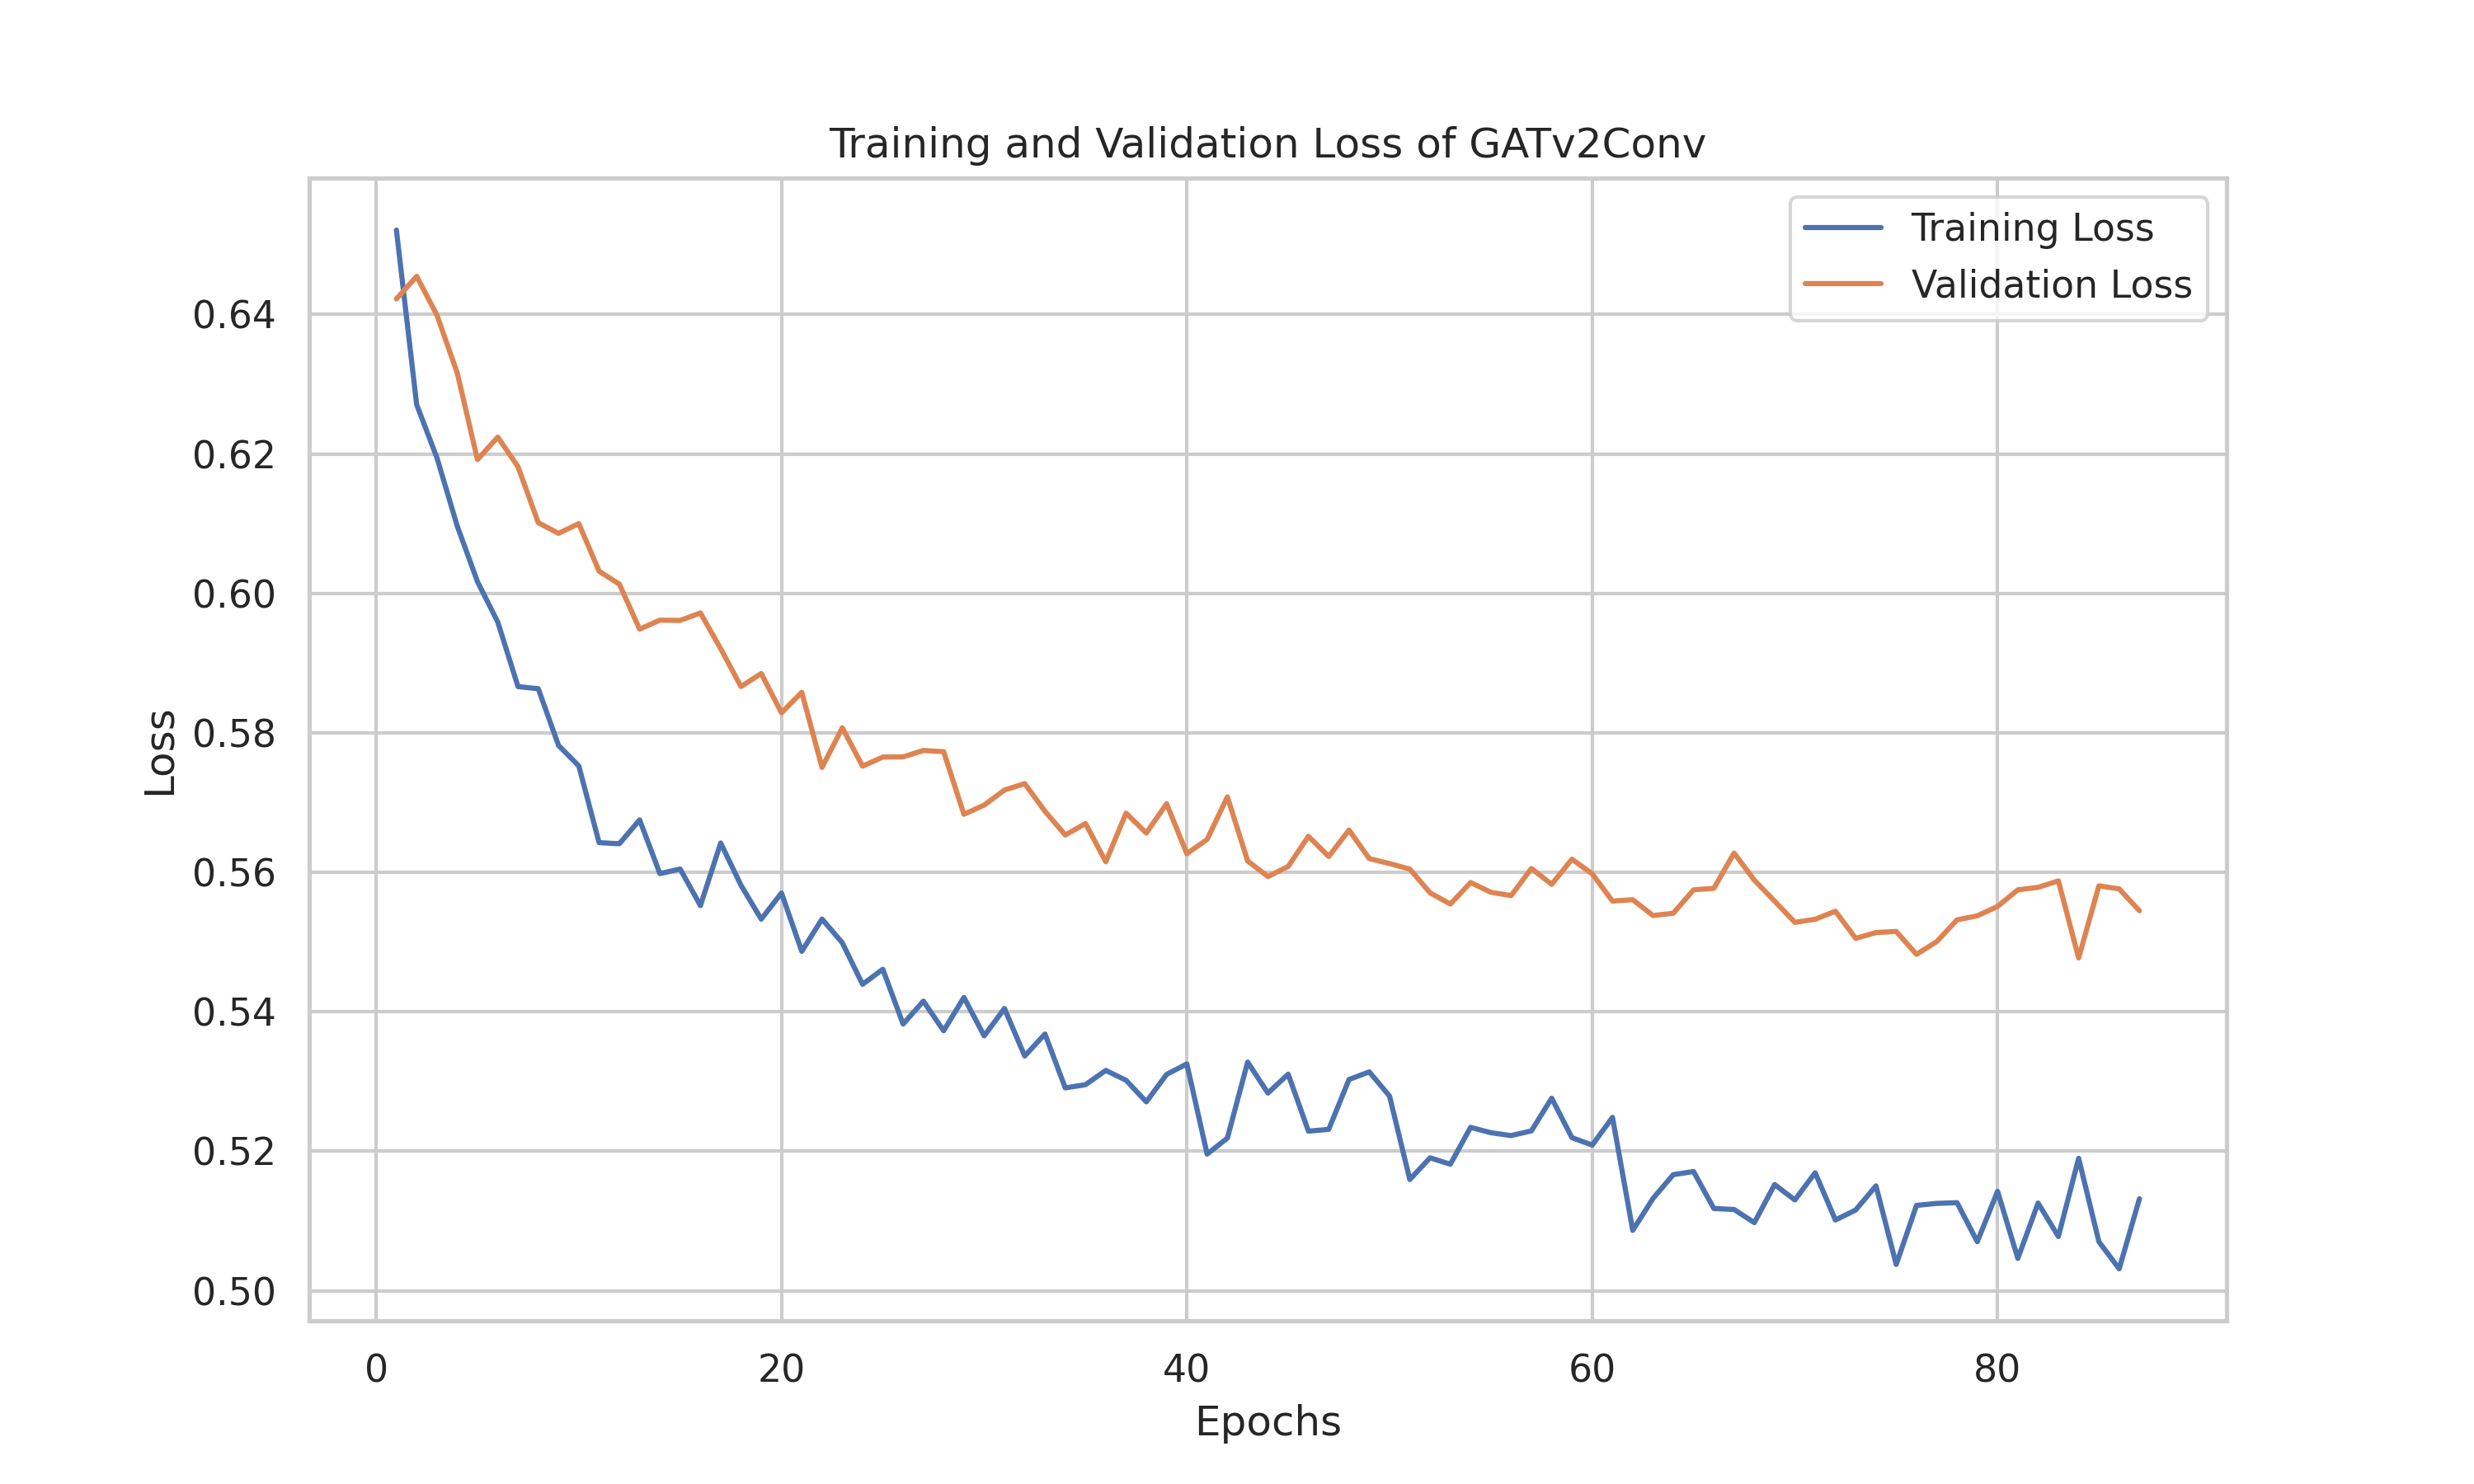 Training and Validation Loss of GATv2Conv
Training Loss
Validation Loss
0.64
0.62
0.60
0.58
0.56
0.54
0.52
0.50
Loss
0 20 40 60 80
Epochs